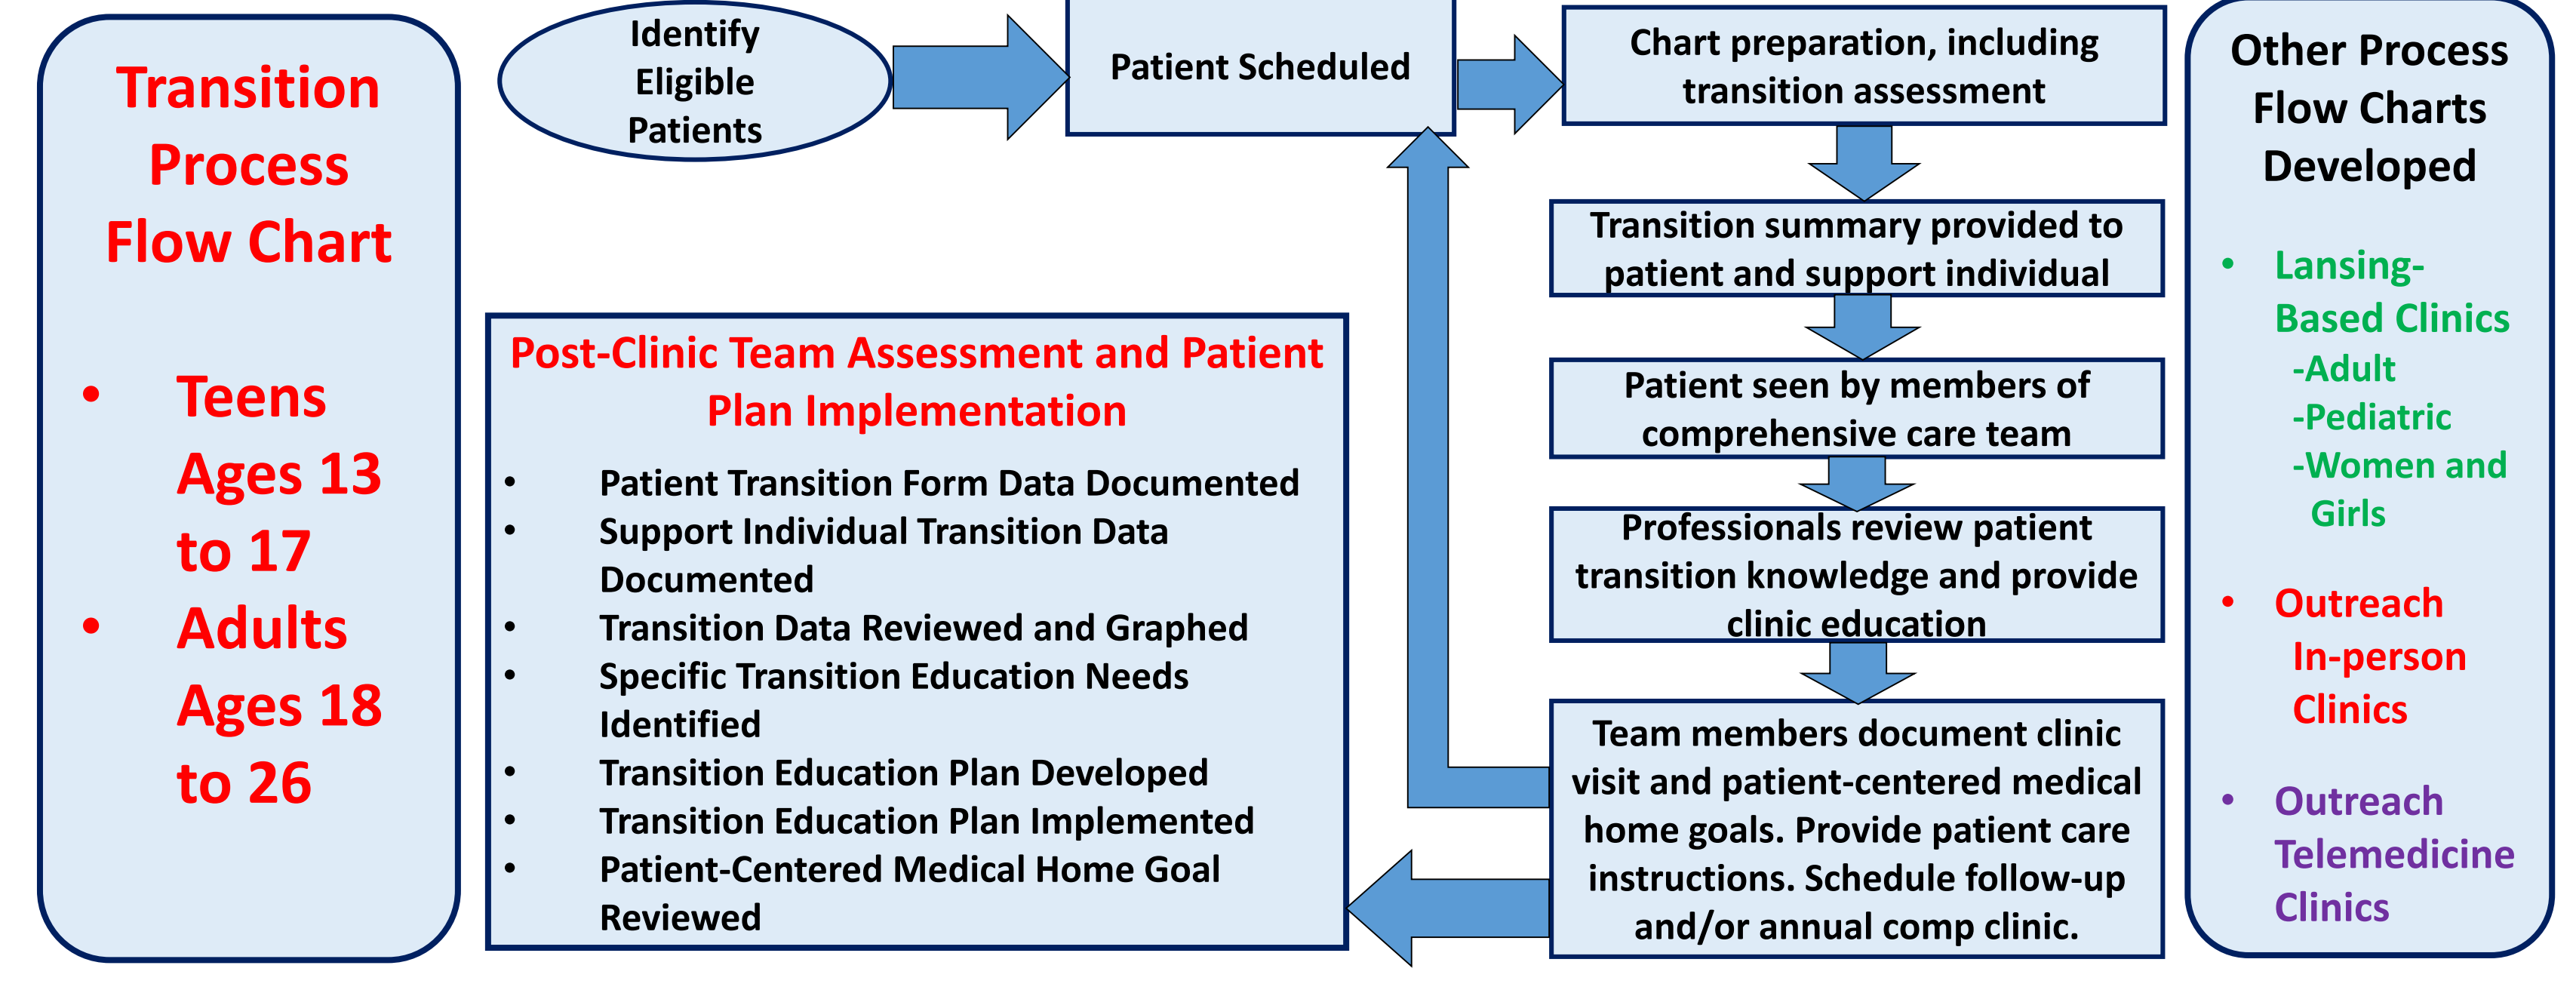 Transition
Process
Flow Chart
• Teens
Ages 13
to 17
• Adults
Ages 18
to 26
Identify
Eligible
Patients
Patient Scheduled
Chart preparation, including
transition assessment
Transition summary provided to
patient and support individual
Patient seen by members of
comprehensive care team
Professionals review patient
transition knowledge and provide
clinic education
Team members document clinic
visit and patient-centered medical
home goals. Provide patient care
instructions. Schedule follow-up
and/or annual comp clinic.
Post-Clinic Team Assessment and Patient
Plan Implementation
• Patient Transition Form Data Documented
• Support Individual Transition Data
Documented
• Transition Data Reviewed and Graphed
• Specific Transition Education Needs
Identified
• Transition Education Plan Developed
• Transition Education Plan Implemented
• Patient-Centered Medical Home Goal
Reviewed
Other Process
Flow Charts
Developed
• Lansing-
Based Clinics
-Adult
-Pediatric
-Women and
Girls
• Outreach
In-person
Clinics
• Outreach
Telemedicine
Clinics